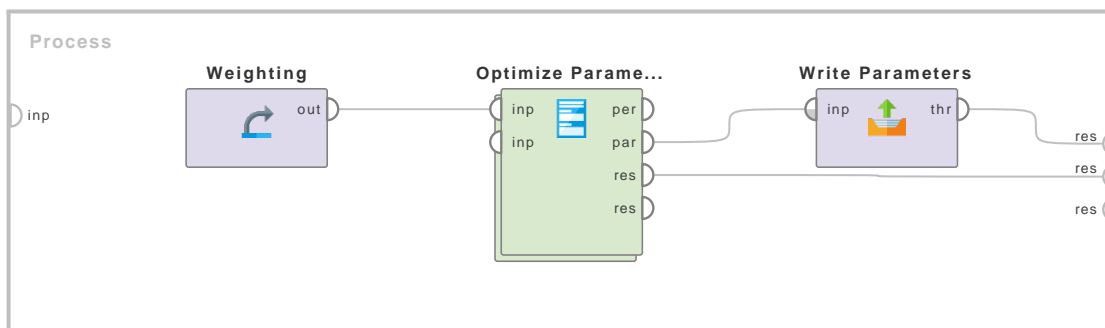 Process
Weighting
Optimize Parame...
Write Parameters
inp
out
inp
per
inp
par
res
res
inp
thr
res
res
res